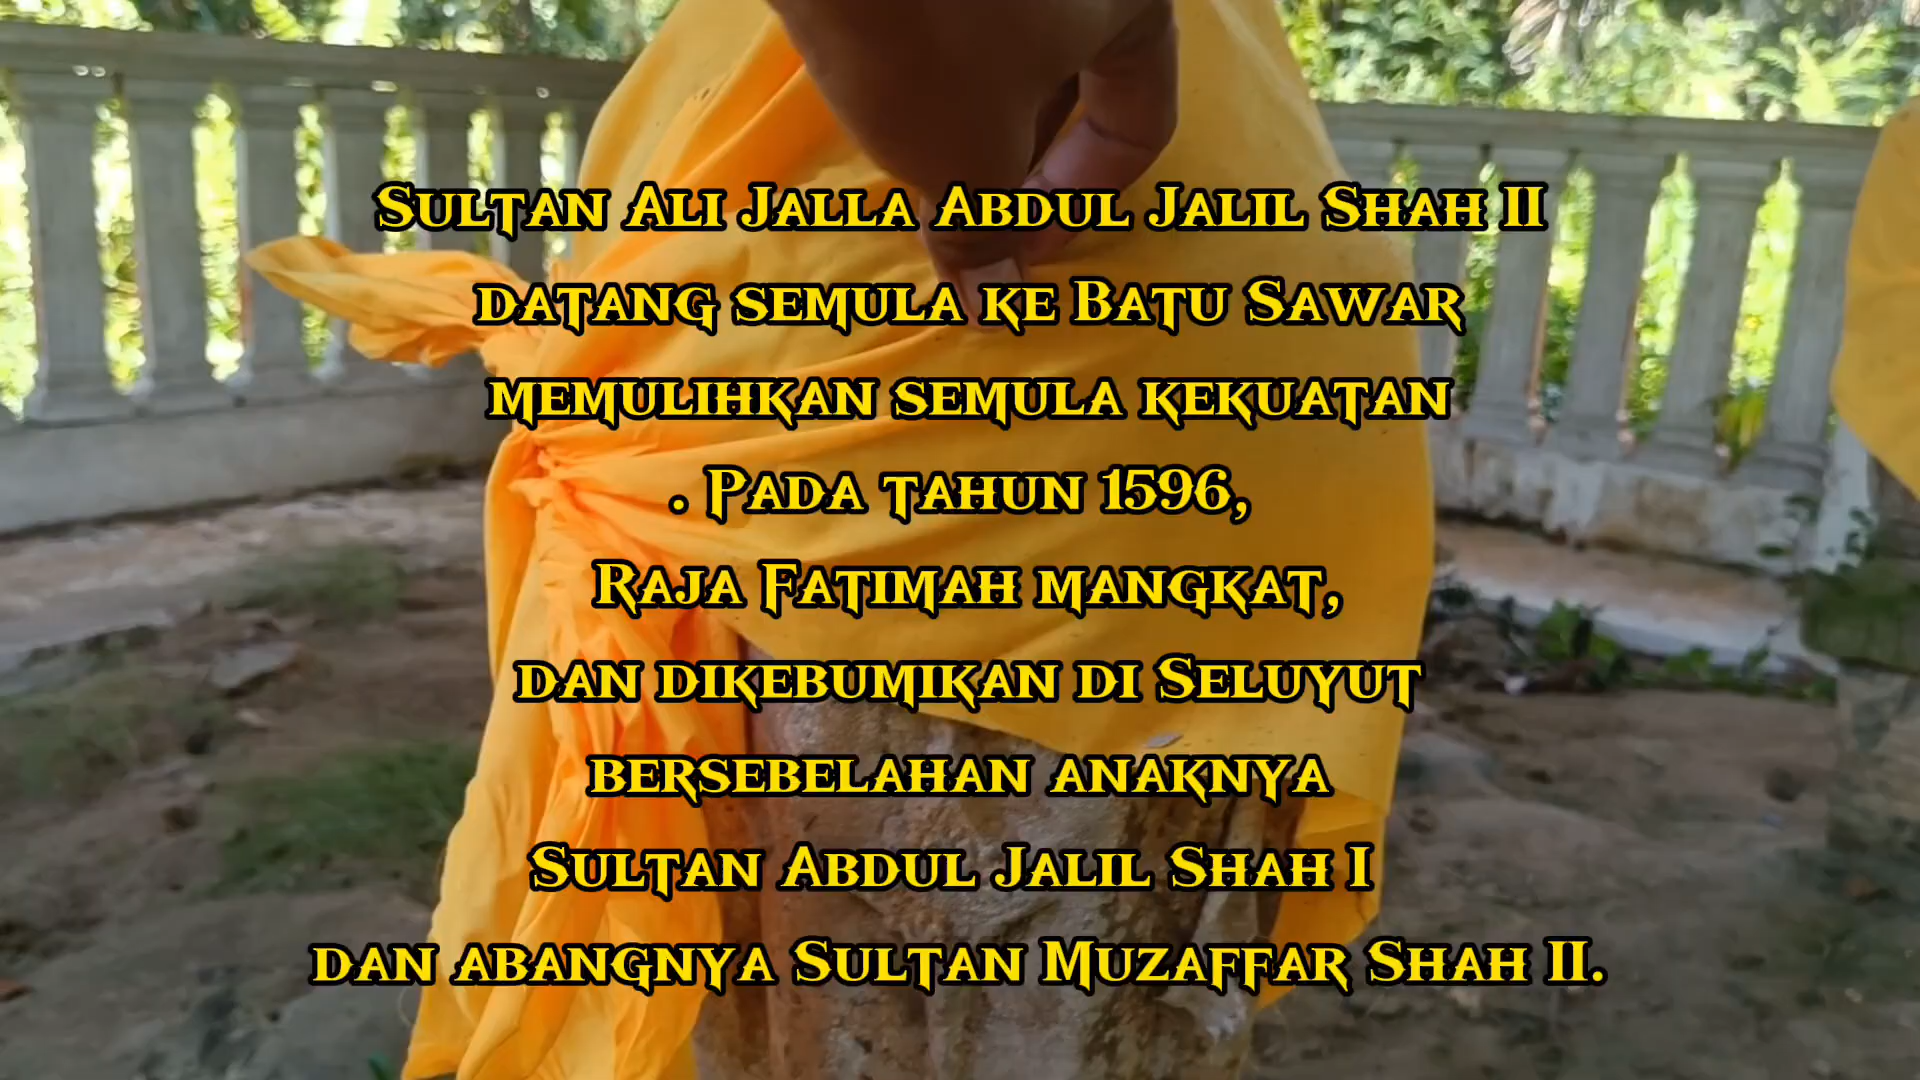 Sultan Ali Jalla Abdul Jalil Shah II
datang semula ke Batu Sawar
memulihkan semula kekuatan
. Pada tahun 1596,
Raja Fatimah mangkat,
dan dikebumikan di Seluyut
bersebelahan anaknya
Sultan Abdul Jalil Shah I
dan abangnya Sultan Muzaffar Shah II.